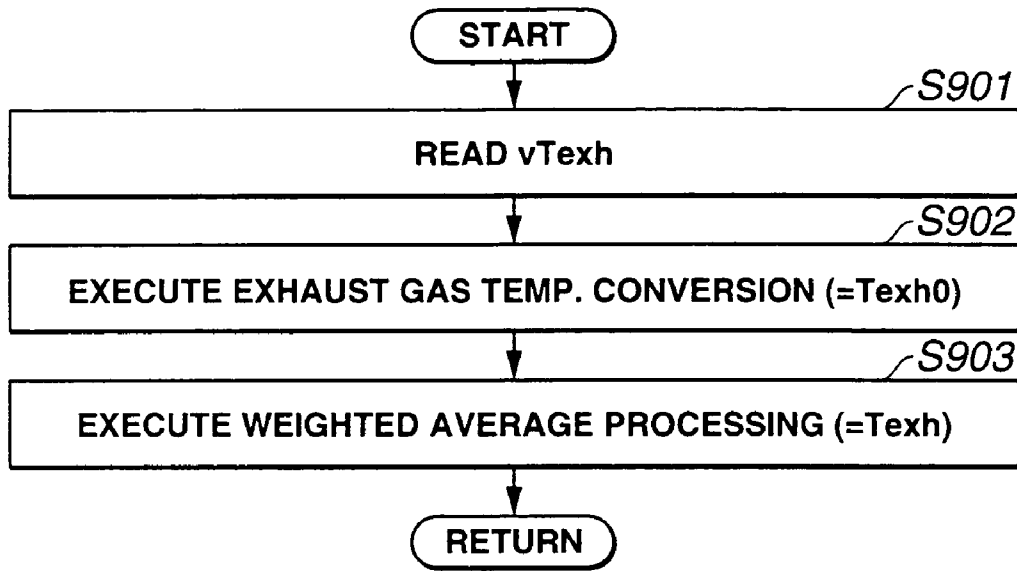 START
S901
READ vTexh
S902
EXECUTE EXHAUST GAS TEMP. CONVERSION (=Texh0)
S903
EXECUTE WEIGHTED AVERAGE PROCESSING (=Texh)
RETURN